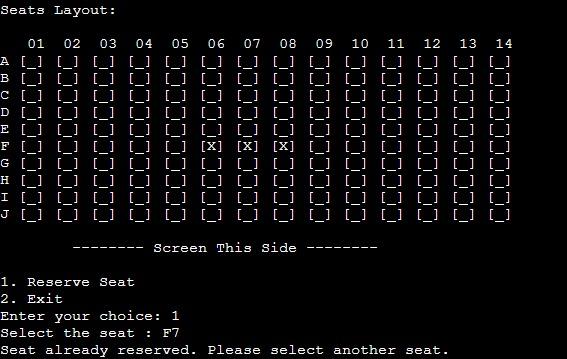 Seats Layout:
01 02 03 04 05 06 07 08 09 10 11 12 13 14
A [_] [_] [_] [_] [_] [_] [_] [_] [_] [_] [_] [_] [_] [_]
B [_] [_] [_] [_] [_] [_] [_] [_] [_] [_] [_] [_] [_] [_]
C [_] [_] [_] [_] [_] [_] [_] [_] [_] [_] [_] [_] [_] [_]
D [_] [_] [_] [_] [_] [_] [_] [_] [_] [_] [_] [_] [_] [_]
E [_] [_] [_] [_] [_] [_] [_] [_] [_] [_] [_] [_] [_] [_]
F [_] [_] [_] [_] [_] [X] [X] [X] [_] [_] [_] [_] [_] [_]
G [_] [_] [_] [_] [_] [_] [_] [_] [_] [_] [_] [_] [_] [_]
H [_] [_] [_] [_] [_] [_] [_] [_] [_] [_] [_] [_] [_] [_]
I [_] [_] [_] [_] [_] [_] [_] [_] [_] [_] [_] [_] [_] [_]
J [_] [_] [_] [_] [_] [_] [_] [_] [_] [_] [_] [_] [_] [_]
-------- Screen This Side --------
1. Reserve Seat
2. Exit
Enter your choice: 1
Select the seat : F7
Seat already reserved. Please select another seat.